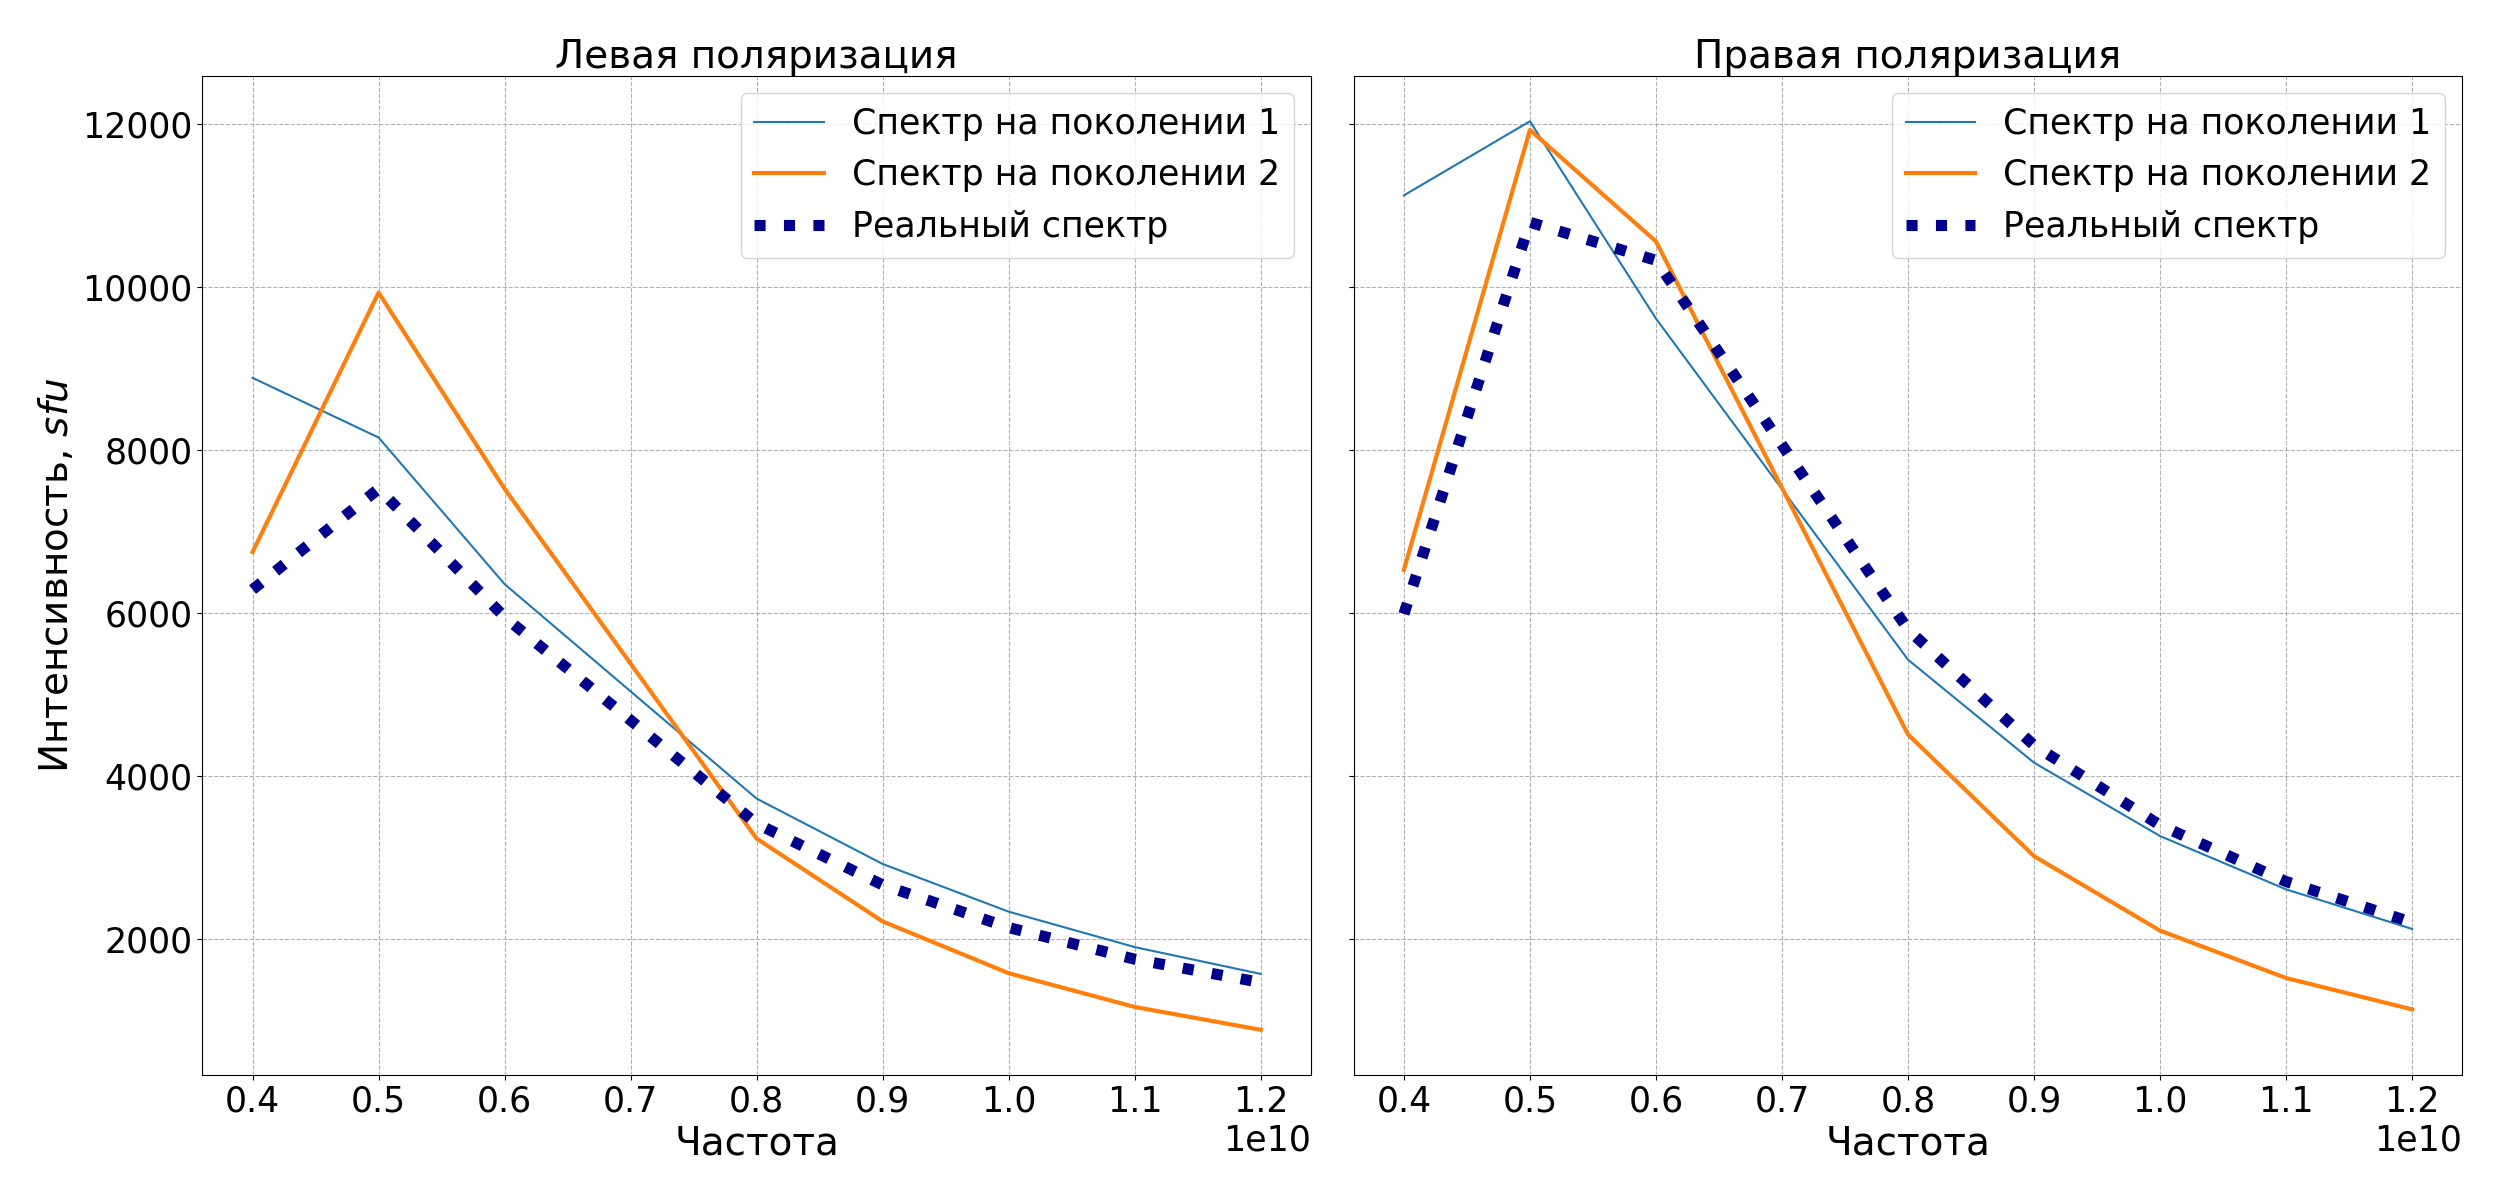 Левая поляризация
Спектр на поколении 1
Спектр на поколении 2
Реальный спектр
12000
10000
8000
6000
4000
2000
Интенсивность, sfu
0.4 0.5 0.6 0.7 0.8 0.9 1.0 1.1 1.2
1e10
Частота
Правая поляризация
Спектр на поколении 1
Спектр на поколении 2
Реальный спектр
0.4 0.5 0.6 0.7 0.8 0.9 1.0 1.1 1.2
1e10
Частота